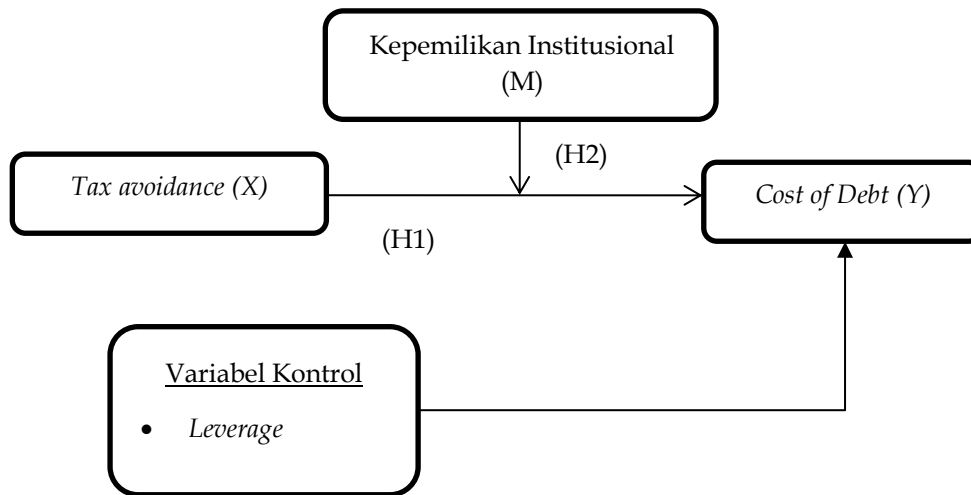 Kepemilikan Institusional
(M)
(H2)
Tax avoidance (X)
Cost of Debt (Y)
(H1)
Variabel Kontrol
• Leverage